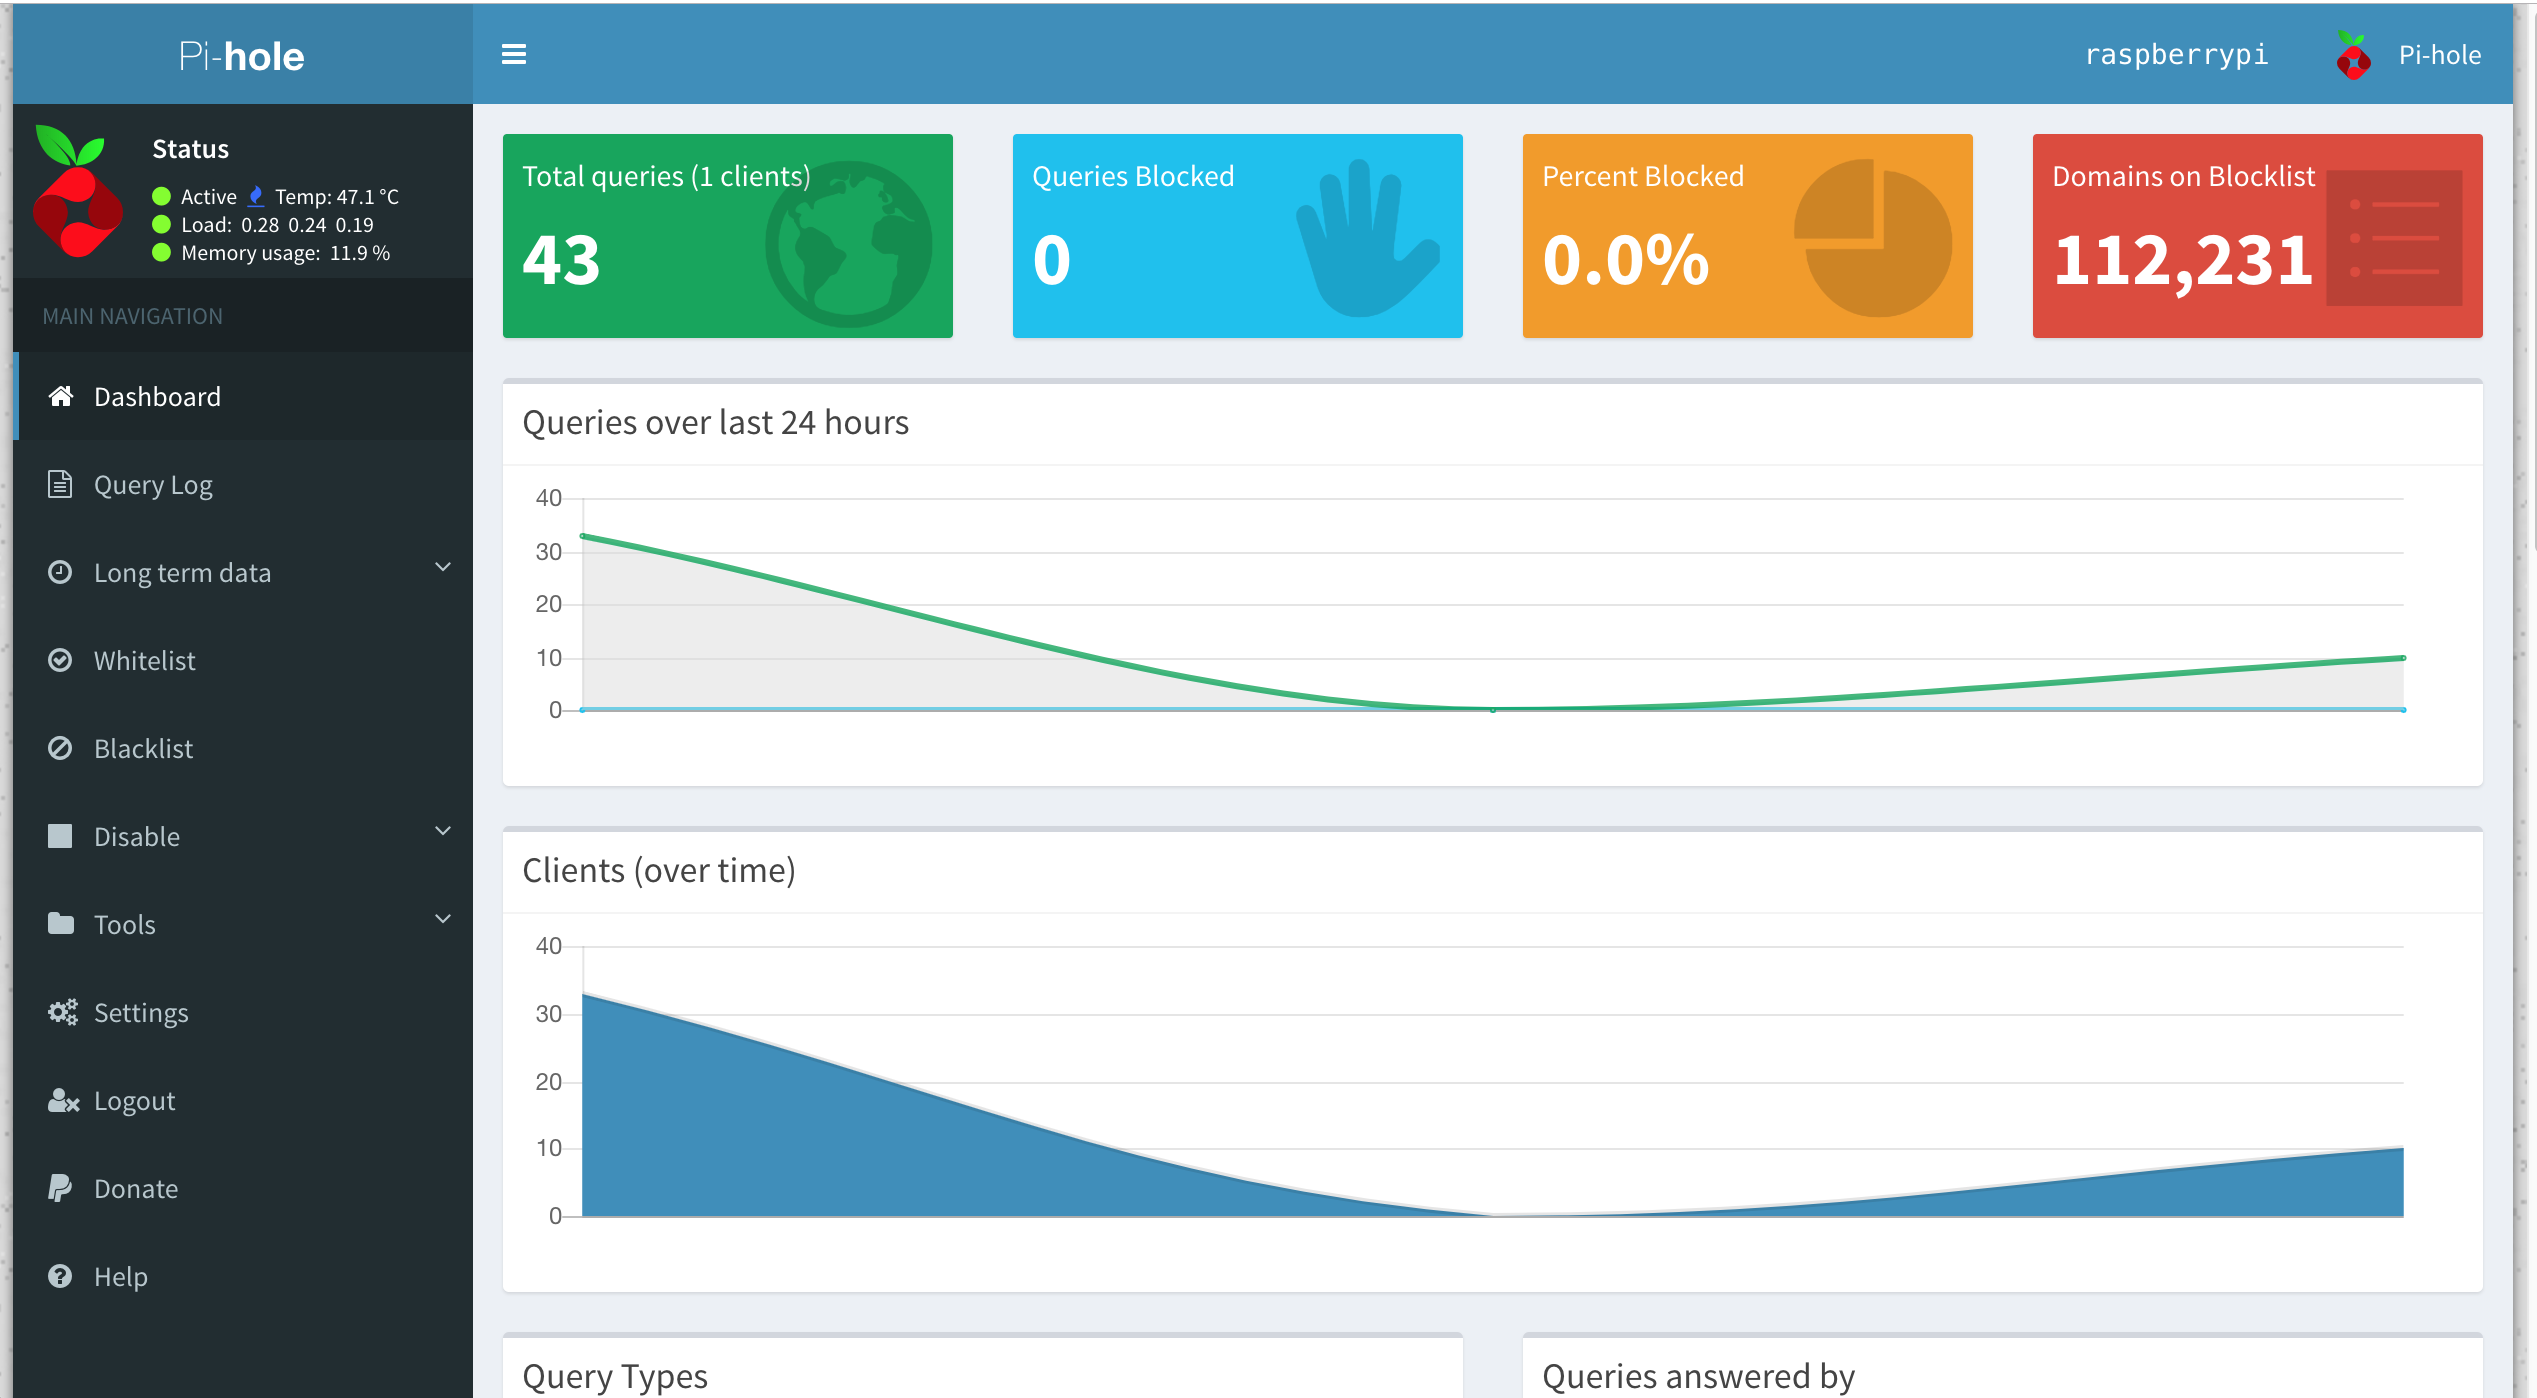 Pi-hole
raspberrypi
Pi-hole
Status
Active Temp: 47.1 °C
Load: 0.28 0.24 0.19
Memory usage: 11.9 %
MAIN NAVIGATION
Dashboard
Query Log
Long term data
Whitelist
Blacklist
Disable
Tools
Settings
Logout
Donate
Help
Total queries (1 clients)
43
Queries Blocked
0
Percent Blocked
0.0%
Domains on Blocklist
112,231
Queries over last 24 hours
40
30
20
10
0
Clients (over time)
40
30
20
10
0
Query Types
Queries answered by